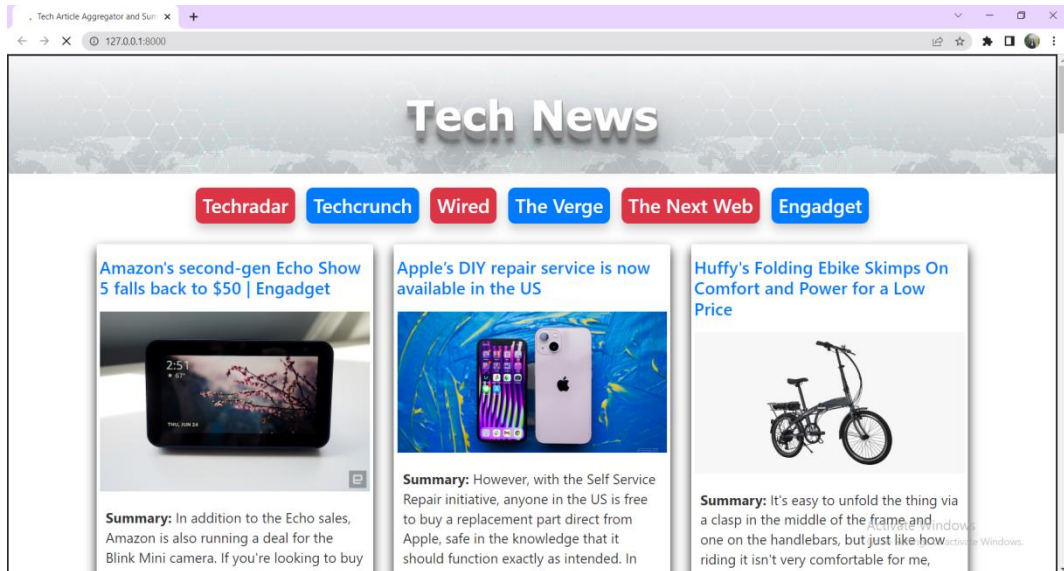 Tech Article Aggregator and Sum
127.0.0.1:8000
Tech News
Techradar Techcrunch Wired The Verge The Next Web Engadget
Amazon's second-gen Echo Show
5 falls back to $50 | Engadget
2:51
67°
THU, JUN 24
Summary: In addition to the Echo sales,
Amazon is also running a deal for the
Blink Mini camera. If you're looking to buy
Apple's DIY repair service is now
available in the US
Summary: However, with the Self Service
Repair initiative, anyone in the US is free
to buy a replacement part direct from
Apple, safe in the knowledge that it
should function exactly as intended. In
Huffy's Folding Ebike Skimps On
Comfort and Power for a Low
Price
Summary: It's easy to unfold the thing via
a clasp in the middle of the frame and
one on the handlebars, but just like how
riding it isn't very comfortable for me,
Activate Windows
activate Windows.